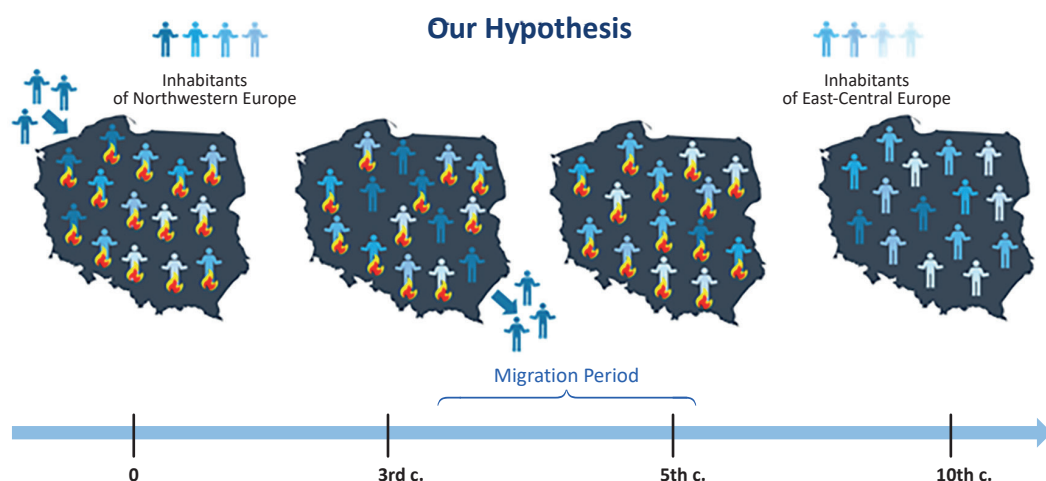 Our Hypothesis
Inhabitants
of Northwestern Europe
Inhabitants
of East-Central Europe
Migration Period
0
3rd c.
5th c.
10th c.